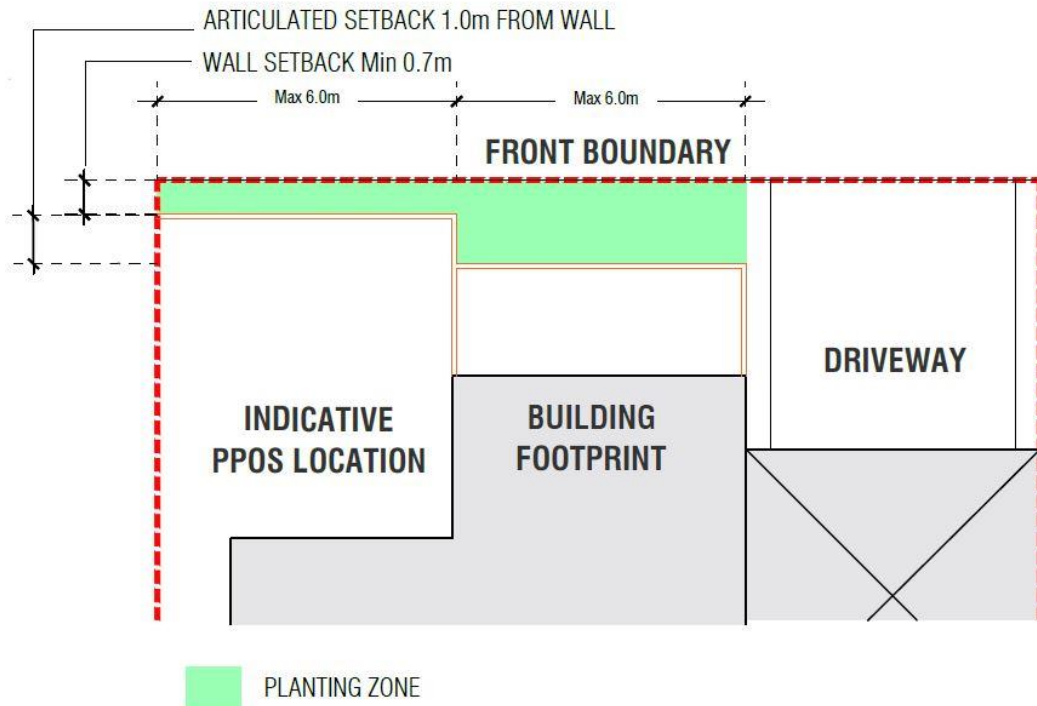 ARTICULATED SETBACK 1.0m FROM WALL
WALL SETBACK Min 0.7m
Max 6.0m
Max 6.0m
FRONT BOUNDARY
DRIVEWAY
INDICATIVE
PPOS LOCATION
BUILDING
FOOTPRINT
PLANTING ZONE